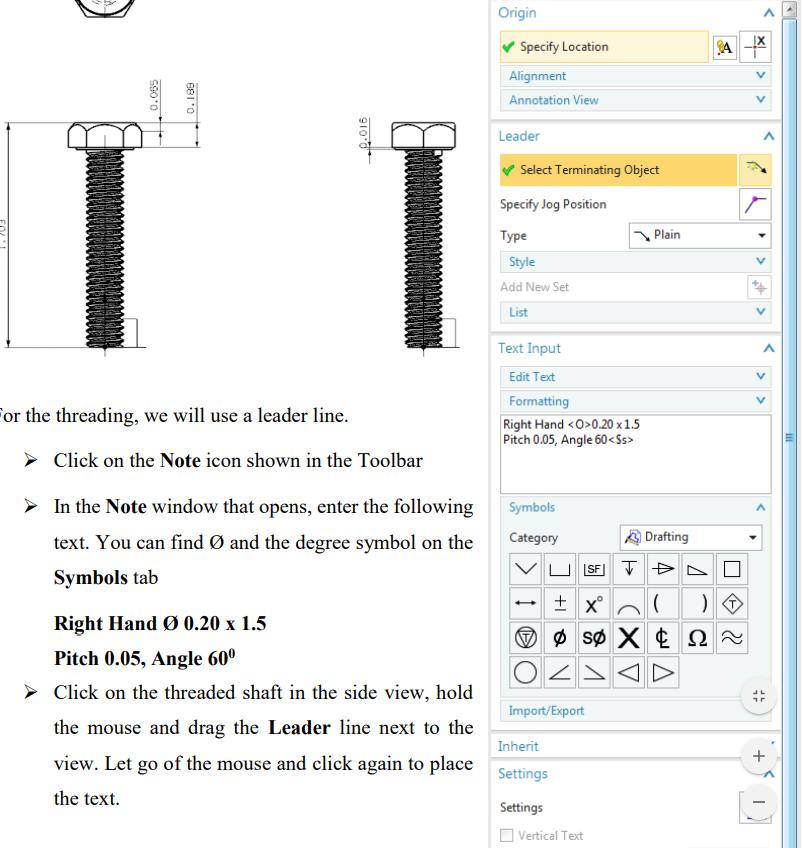 0.065
0.188
0.016
For the threading, we will use a leader line.
➢ Click on the Note icon shown in the Toolbar
➢ In the Note window that opens, enter the following
text. You can find Ø and the degree symbol on the
Symbols tab
Right Hand Ø 0.20 x 1.5
Pitch 0.05, Angle 60⁰
➢ Click on the threaded shaft in the side view, hold
the mouse and drag the Leader line next to the
view. Let go of the mouse and click again to place
the text.
Origin
Specify Location
A
X
Alignment
Annotation View
Leader
Select Terminating Object
Specify Jog Position
Type Plain
Style
Add New Set
List
Text Input
Edit Text
Formatting
Right Hand <O>0.20 x1.5
Pitch 0.05, Angle 60<$s>
Symbols
Category Drafting
SF
± X° ( ) T
T Ø SØ X ℄ Ω ≈
Import/Export
Inherit
Settings
Settings
Vertical Text